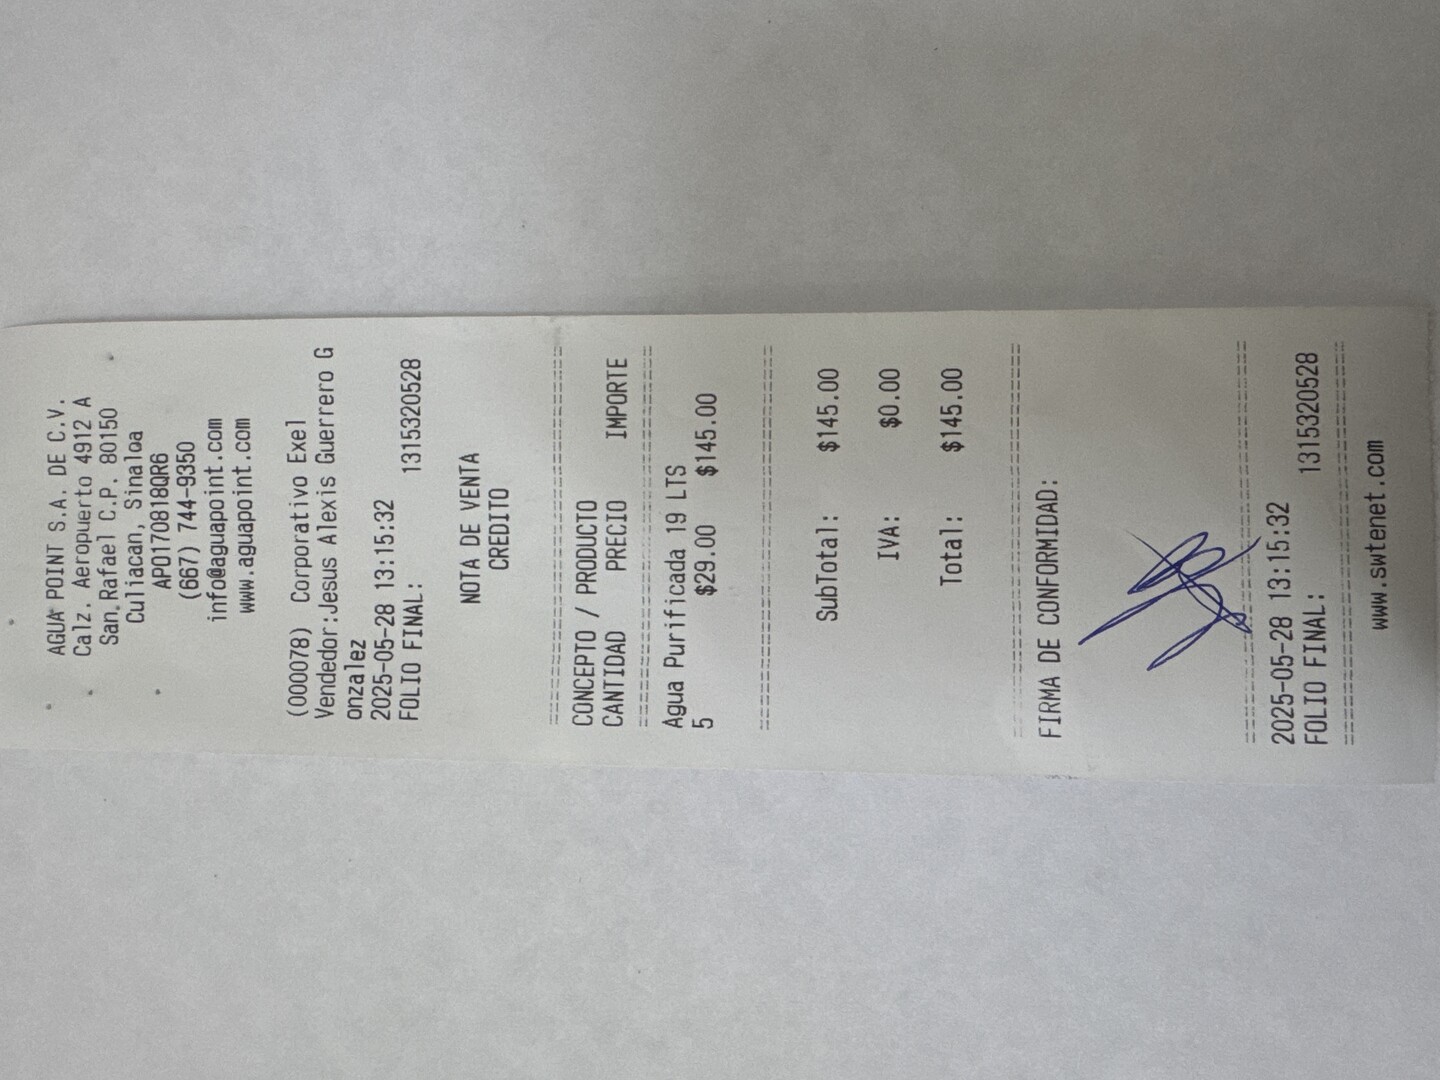 AGUA POINT S.A. DE C.V.
Calz. Aeropuerto 4912 A
San Rafael C.P. 80150
Culiacan, Sinaloa
APO170818QR6
(667) 744-9350
info@aguapoint.com
www.aguapoint.com
(000078) Corporativo Exel
Vendedor:Jesus Alexis Guerrero G
onzalez
2025-05-28 13:15:32
FOLIO FINAL: 1315320528
NOTA DE VENTA
CREDITO
================================
CONCEPTO / PRODUCTO
CANTIDAD PRECIO IMPORTE
================================
Agua Purificada 19 LTS
5 $29.00 $145.00
================================
SubTotal: $145.00
IVA: $0.00
Total: $145.00
================================
FIRMA DE CONFORMIDAD:
================================
2025-05-28 13:15:32
FOLIO FINAL: 1315320528
================================
www.swtenet.com